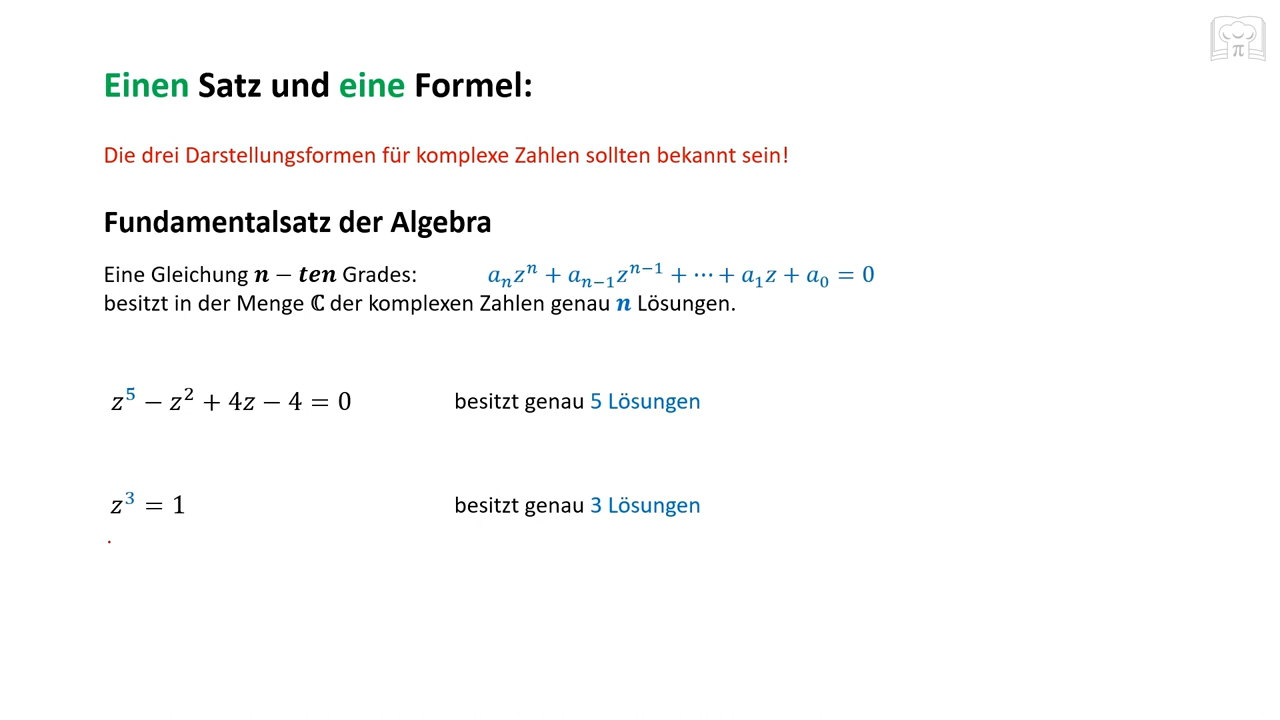 Einen Satz und eine Formel:
Die drei Darstellungsformen für komplexe Zahlen sollten bekannt sein!
Fundamentalsatz der Algebra
Eine Gleichung n − ten Grades: aₙzⁿ + aₙ₋₁zⁿ⁻¹ + ⋯ + a₁z + a₀ = 0
besitzt in der Menge ℂ der komplexen Zahlen genau n Lösungen.
z⁵ − z² + 4z − 4 = 0 besitzt genau 5 Lösungen
z³ = 1 besitzt genau 3 Lösungen
π